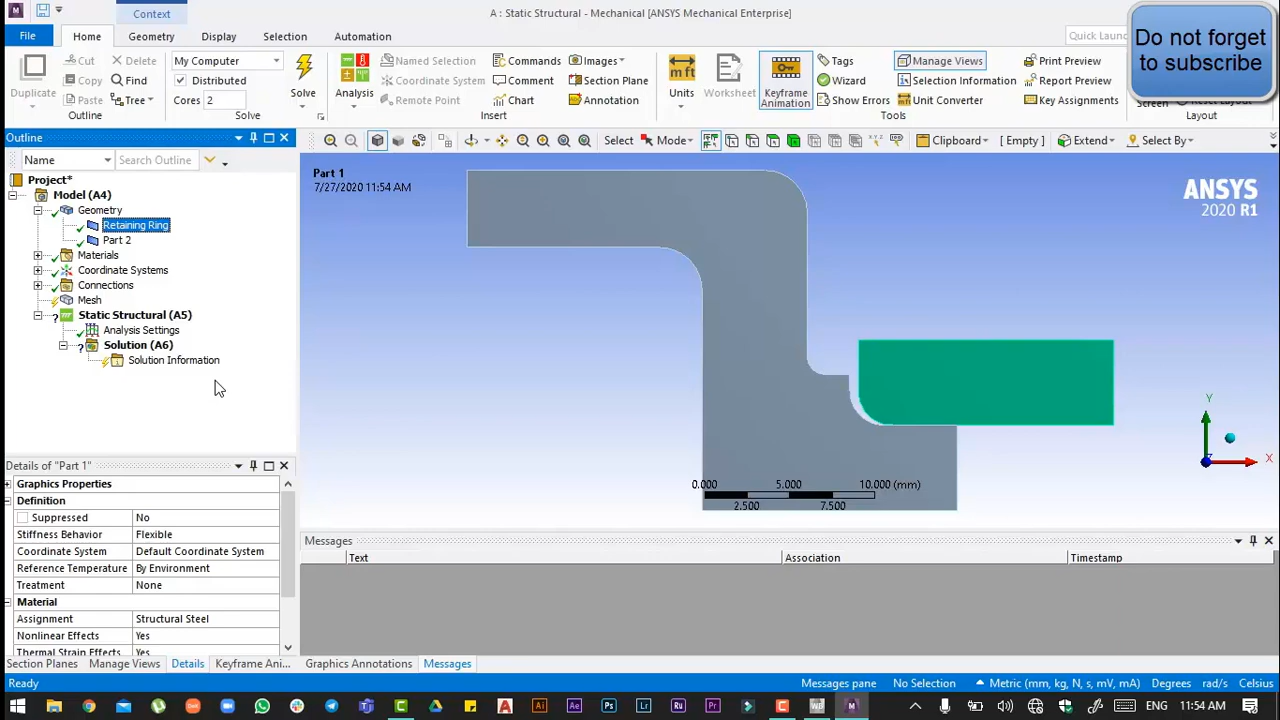 Context
A : Static Structural - Mechanical [ANSYS Mechanical Enterprise]
File Home Geometry Display Selection Automation
Quick Launc
Do not forget
to subscribe
Duplicate
Cut
Copy
Paste
Delete
Find
Tree
Outline
My Computer
Distributed
Cores 2
Solve
Solve
Analysis
Named Selection
Coordinate System
Remote Point
Commands
Comment
Chart
Images
Section Plane
Annotation
Insert
Units
Worksheet
Keyframe
Animation
Tags
Wizard
Show Errors
Manage Views
Selection Information
Unit Converter
Print Preview
Report Preview
Key Assignments
Tools
Screen
Reset Layout
Layout
Outline
Select Mode
Clipboard [ Empty ] Extend Select By
Name Search Outline
Project*
Model (A4)
Geometry
Retaining Ring
Part 2
Materials
Coordinate Systems
Connections
Mesh
Static Structural (A5)
Analysis Settings
Solution (A6)
Solution Information
Part 1
7/27/2020 11:54 AM
ANSYS
2020 R1
Y
X
Z
0.000 5.000 10.000 (mm)
2.500 7.500
Details of "Part 1"
Graphics Properties
Definition
Suppressed No
Stiffness Behavior Flexible
Coordinate System Default Coordinate System
Reference Temperature By Environment
Treatment None
Material
Assignment Structural Steel
Nonlinear Effects Yes
Thermal Strain Effects Yes
Messages
Text Association Timestamp
Section Planes Manage Views Details Keyframe Ani... Graphics Annotations Messages
Ready
Messages pane No Selection Metric (mm, kg, N, s, mV, mA) Degrees rad/s Celsius
ENG 11:54 AM